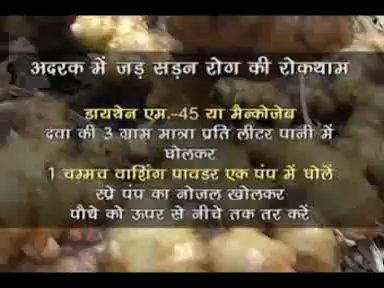 अदरक में जड़ सड़न रोग की रोकथाम
डायथेन एम.-45 या मैन्कोजेब
दवा की 3 ग्राम मात्रा प्रति लीटर पानी में
घोलकर
1 चम्मच वाशिंग पावडर एक पंप में घोलें
स्प्रे पंप का नोजल खोलकर
पौधे को ऊपर से नीचे तक तर करें